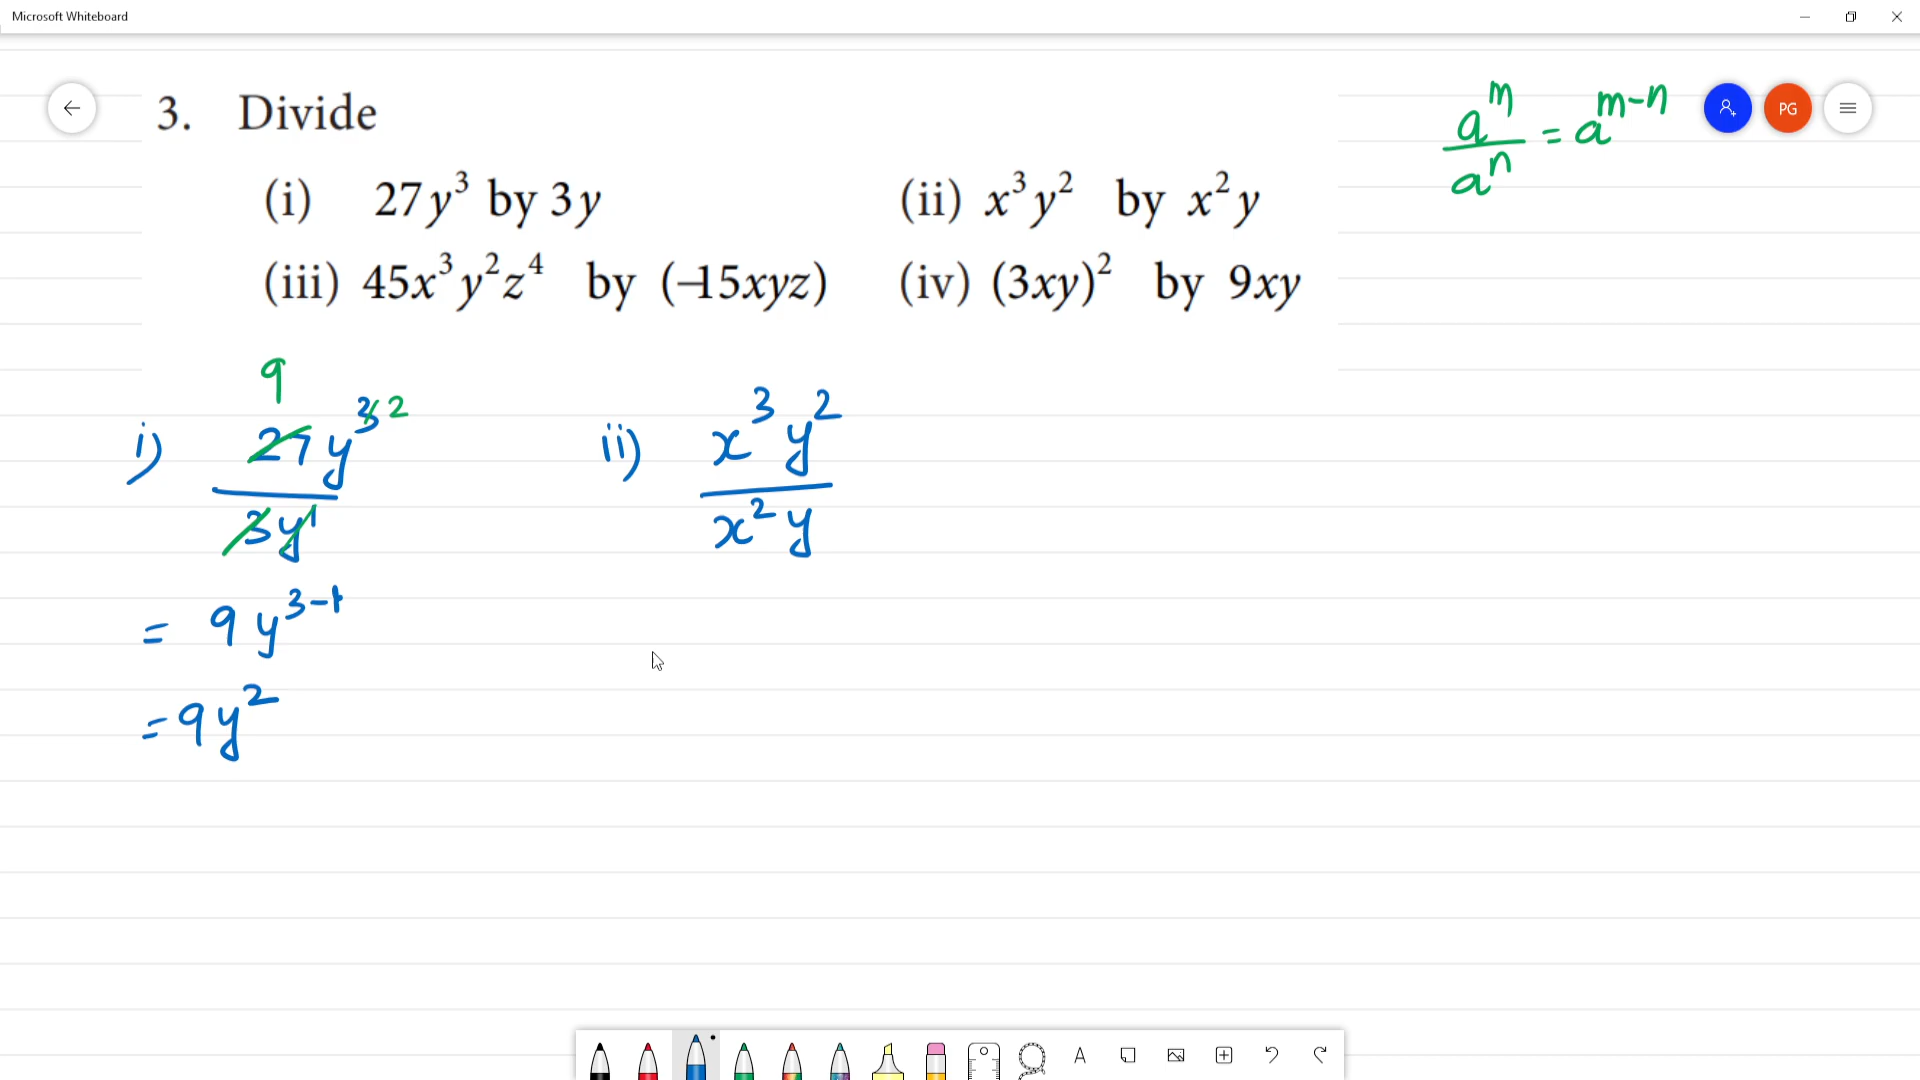 Microsoft Whiteboard
3. Divide
(i) 27y³ by 3y (ii) x³y² by x²y
(iii) 45x³y²z⁴ by (–15xyz) (iv) (3xy)² by 9xy
aᵐ/aⁿ = aᵐ⁻ⁿ
PG
9
i) 27y³ 2
3y¹
= 9y³⁻¹
= 9y²
ii) x³y²
x²y
A